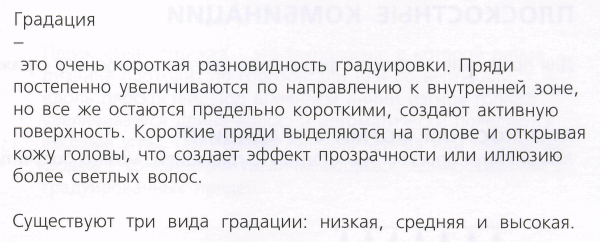 Градация
–
это очень короткая разновидность градуировки. Пряди
постепенно увеличиваются по направлению к внутренней зоне,
но все же остаются предельно короткими, создают активную
поверхность. Короткие пряди выделяются на голове и открывая
кожу головы, что создает эффект прозрачности или иллюзию
более светлых волос.
Существуют три вида градации: низкая, средняя и высокая.